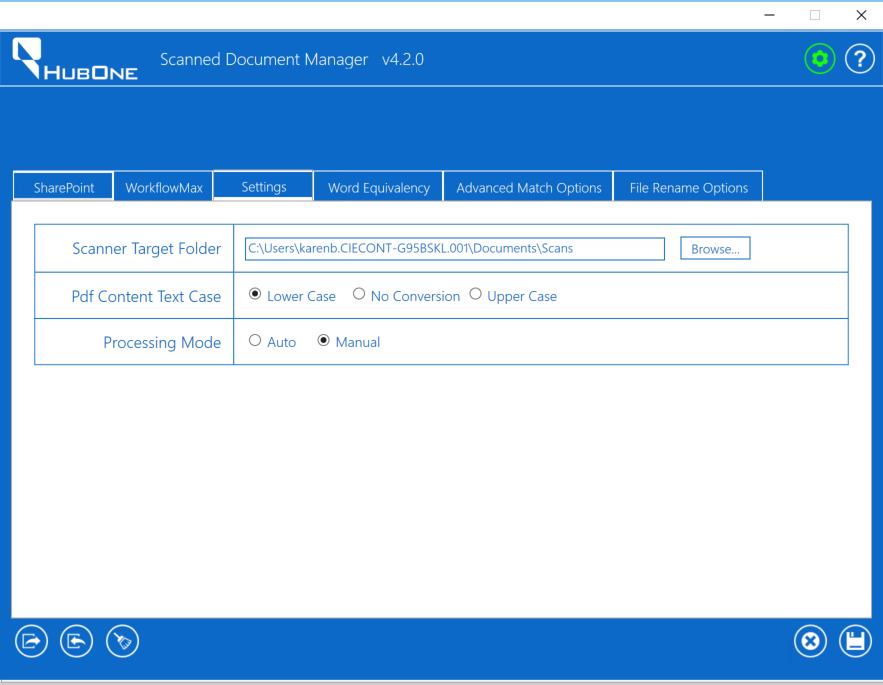 HUBONE
Scanned Document Manager v4.2.0
?
SharePoint WorkflowMax Settings Word Equivalency Advanced Match Options File Rename Options
Scanner Target Folder C:\Users\karenb.CIECONT-G95BSKL.001\Documents\Scans Browse...
Pdf Content Text Case Lower Case No Conversion Upper Case
Processing Mode Auto Manual